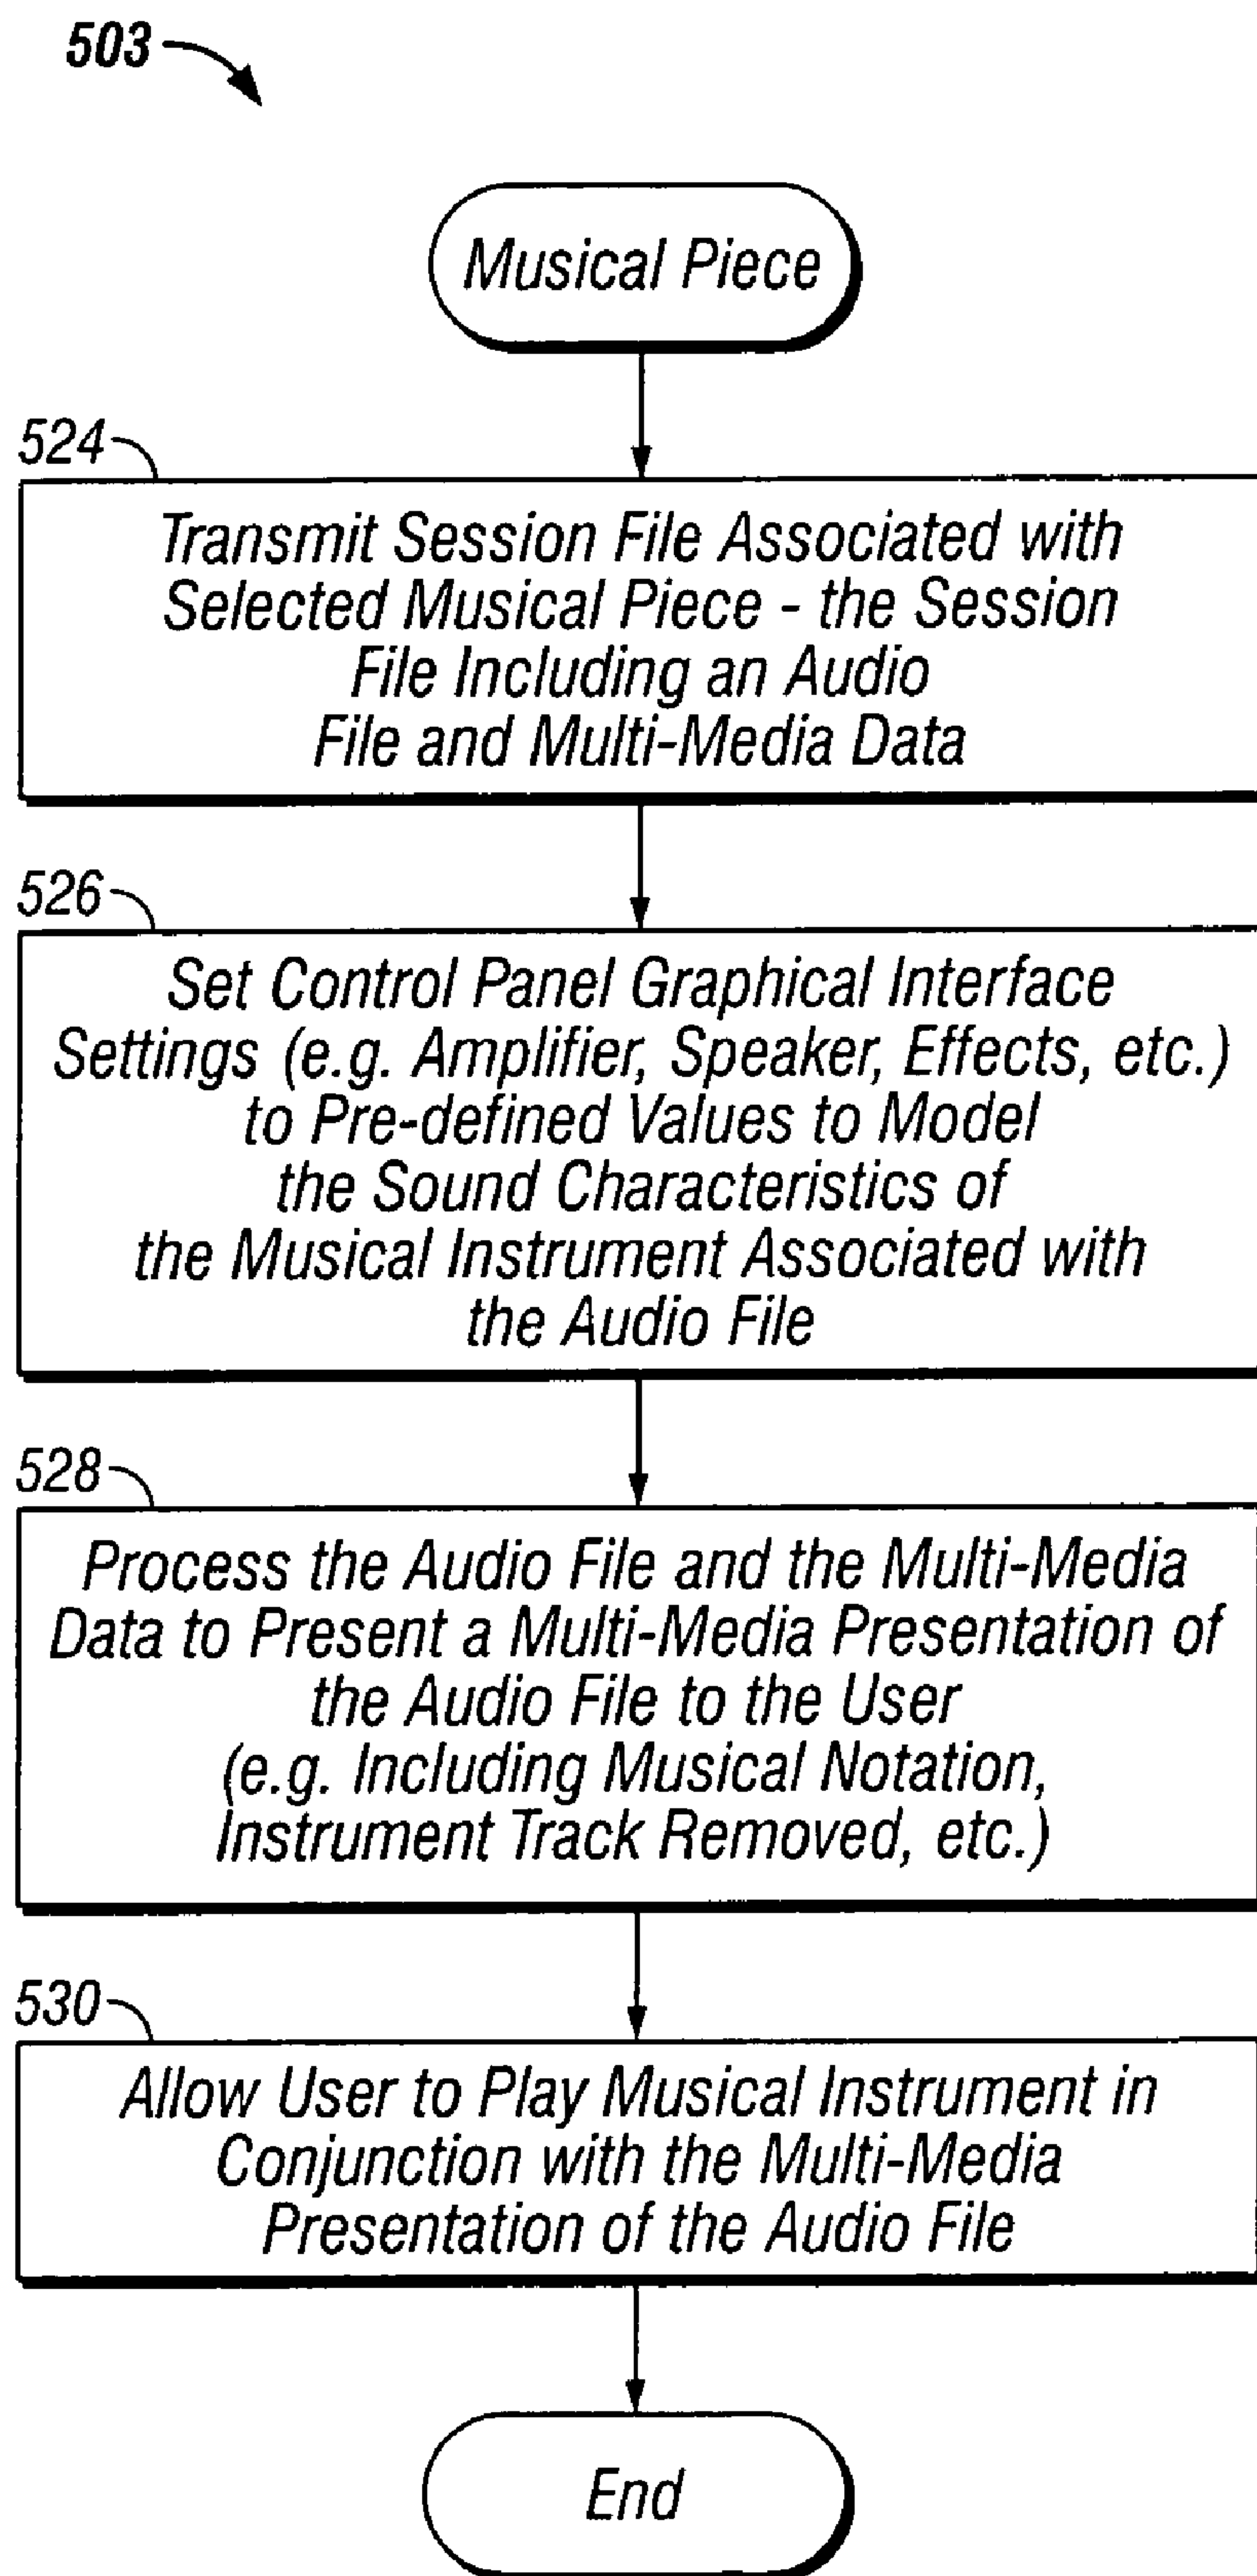 503
Musical Piece
524
Transmit Session File Associated with
Selected Musical Piece - the Session
File Including an Audio
File and Multi-Media Data
526
Set Control Panel Graphical Interface
Settings (e.g. Amplifier, Speaker, Effects, etc.)
to Pre-defined Values to Model
the Sound Characteristics of
the Musical Instrument Associated with
the Audio File
528
Process the Audio File and the Multi-Media
Data to Present a Multi-Media Presentation of
the Audio File to the User
(e.g. Including Musical Notation,
Instrument Track Removed, etc.)
530
Allow User to Play Musical Instrument in
Conjunction with the Multi-Media
Presentation of the Audio File
End